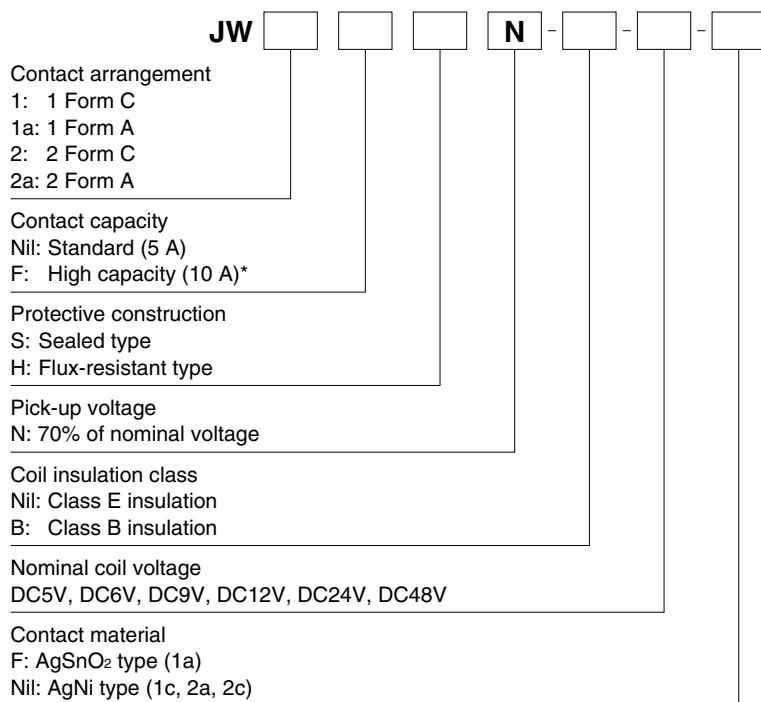 JW N - - -
Contact arrangement
1: 1 Form C
1a: 1 Form A
2: 2 Form C
2a: 2 Form A
Contact capacity
Nil: Standard (5 A)
F: High capacity (10 A)*
Protective construction
S: Sealed type
H: Flux-resistant type
Pick-up voltage
N: 70% of nominal voltage
Coil insulation class
Nil: Class E insulation
B: Class B insulation
Nominal coil voltage
DC5V, DC6V, DC9V, DC12V, DC24V, DC48V
Contact material
F: AgSnO₂ type (1a)
Nil: AgNi type (1c, 2a, 2c)